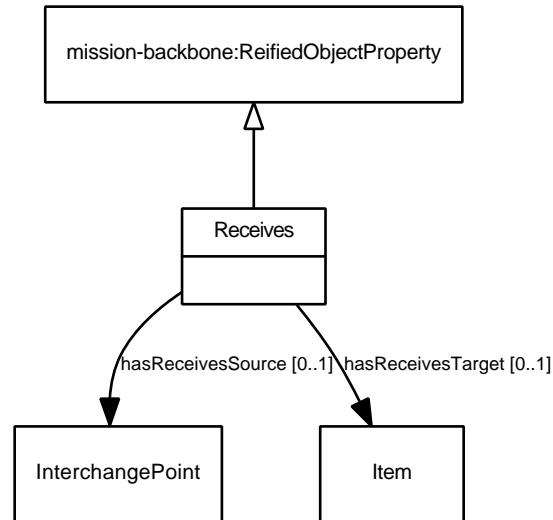 mission-backbone:ReifiedObjectProperty
Receives
hasReceivesSource [0..1]
hasReceivesTarget [0..1]
InterchangePoint
Item